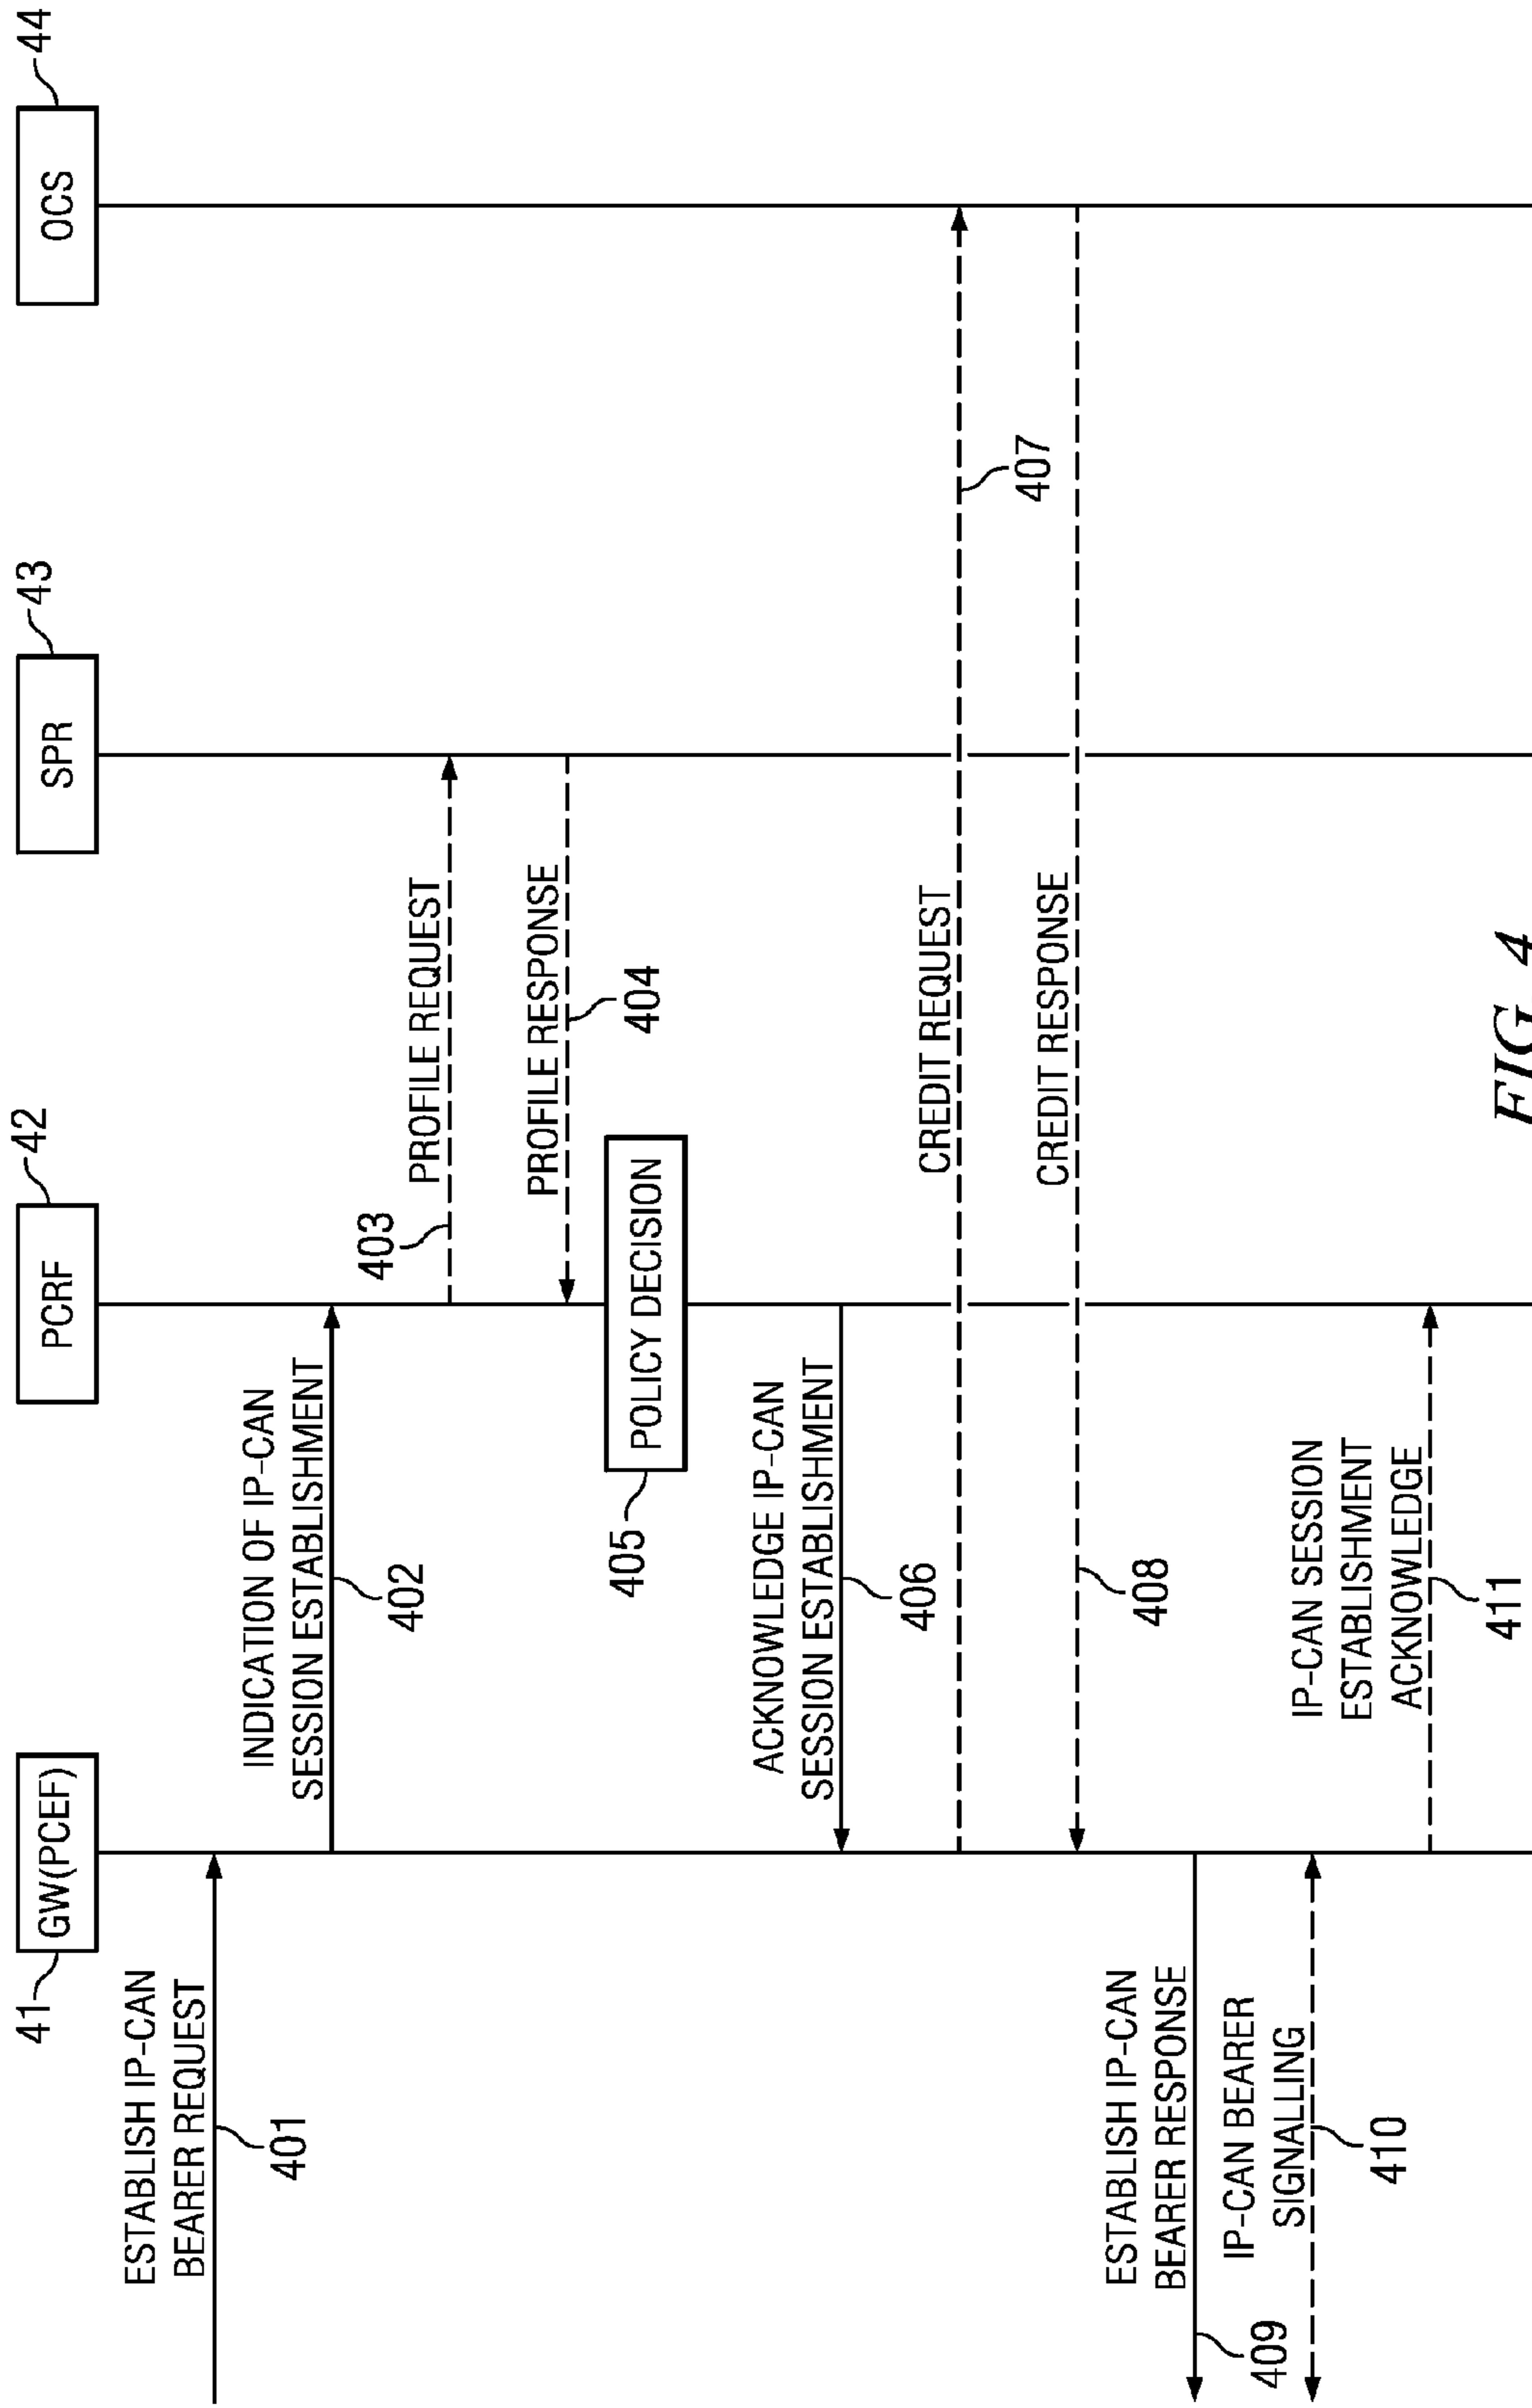 41
GW(PCEF)
PCRF
42
SPR
43
OCS
44
ESTABLISH IP-CAN
BEARER REQUEST
401
INDICATION OF IP-CAN
SESSION ESTABLISHMENT
402
403
PROFILE REQUEST
PROFILE RESPONSE
404
405
POLICY DECISION
ACKNOWLEDGE IP-CAN
SESSION ESTABLISHMENT
406
CREDIT REQUEST
407
CREDIT RESPONSE
408
ESTABLISH IP-CAN
BEARER RESPONSE
409
IP-CAN BEARER
SIGNALLING
410
IP-CAN SESSION
ESTABLISHMENT
ACKNOWLEDGE
411
FIG. 4